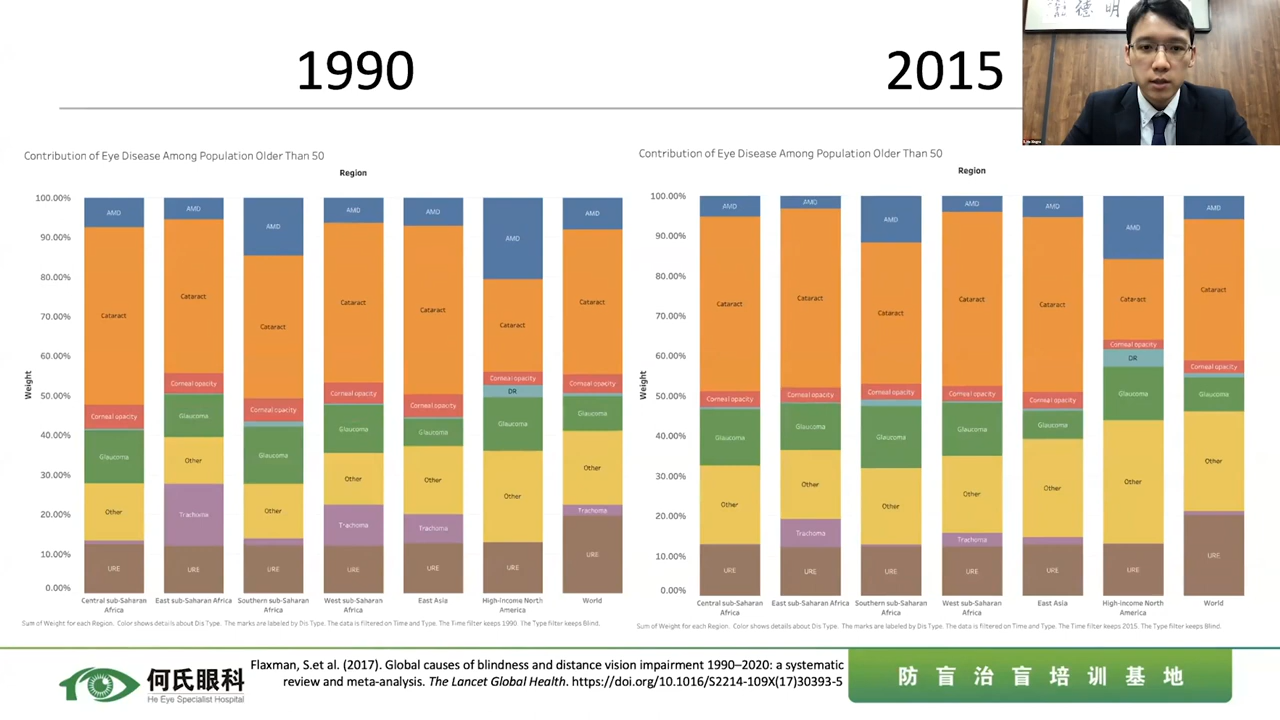 1990
2015
德 明
Contribution of Eye Disease Among Population Older Than 50
Region
100.00%
90.00%
80.00%
70.00%
60.00%
50.00%
40.00%
30.00%
20.00%
10.00%
0.00%
Weight
AMD
Cataract
Corneal opacity
Glaucoma
Other
URE
AMD
Cataract
Corneal opacity
Glaucoma
Other
Trachoma
URE
AMD
Cataract
Corneal opacity
Glaucoma
Other
URE
AMD
Cataract
Corneal opacity
Glaucoma
Other
Trachoma
URE
AMD
Cataract
Corneal opacity
Glaucoma
Other
Trachoma
URE
AMD
Cataract
Corneal opacity
DR
Glaucoma
Other
URE
AMD
Cataract
Corneal opacity
Glaucoma
Other
Trachoma
URE
Central sub-Saharan
Africa
East sub-Saharan Africa
Southern sub-Saharan
Africa
West sub-Saharan
Africa
East Asia
High-income North
America
World
Sum of Weight for each Region. Color shows details about Dis Type. The marks are labeled by Dis Type. The data is filtered on Time and Type. The Time filter keeps 1990. The Type filter keeps Blind.
Contribution of Eye Disease Among Population Older Than 50
Region
100.00%
90.00%
80.00%
70.00%
60.00%
50.00%
40.00%
30.00%
20.00%
10.00%
0.00%
Weight
AMD
Cataract
Corneal opacity
Glaucoma
Other
URE
AMD
Cataract
Corneal opacity
Glaucoma
Other
Trachoma
URE
AMD
Cataract
Corneal opacity
Glaucoma
Other
URE
AMD
Cataract
Corneal opacity
Glaucoma
Other
Trachoma
URE
AMD
Cataract
Corneal opacity
Glaucoma
Other
URE
AMD
Cataract
Corneal opacity
DR
Glaucoma
Other
URE
AMD
Cataract
Corneal opacity
Glaucoma
Other
URE
Central sub-Saharan
Africa
East sub-Saharan Africa
Southern sub-Saharan
Africa
West sub-Saharan
Africa
East Asia
High-income North
America
World
Sum of Weight for each Region. Color shows details about Dis Type. The marks are labeled by Dis Type. The data is filtered on Time and Type. The Time filter keeps 2015. The Type filter keeps Blind.
何氏眼科
He Eye Specialist Hospital
Flaxman, S.et al. (2017). Global causes of blindness and distance vision impairment 1990–2020: a systematic
review and meta-analysis. The Lancet Global Health. https://doi.org/10.1016/S2214-109X(17)30393-5
防盲治盲培训基地